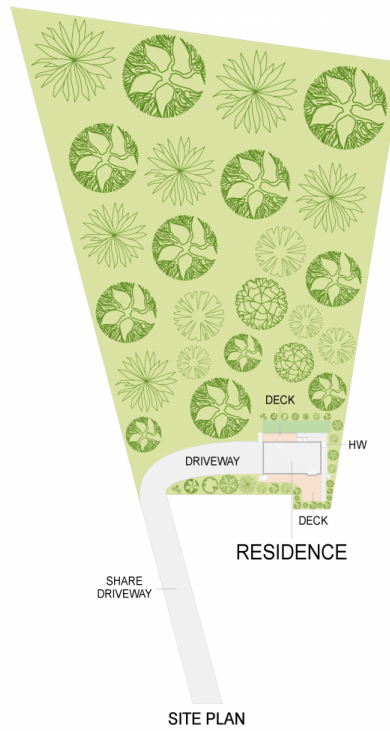 DECK
HW
DRIVEWAY
DECK
RESIDENCE
SHARE
DRIVEWAY
SITE PLAN